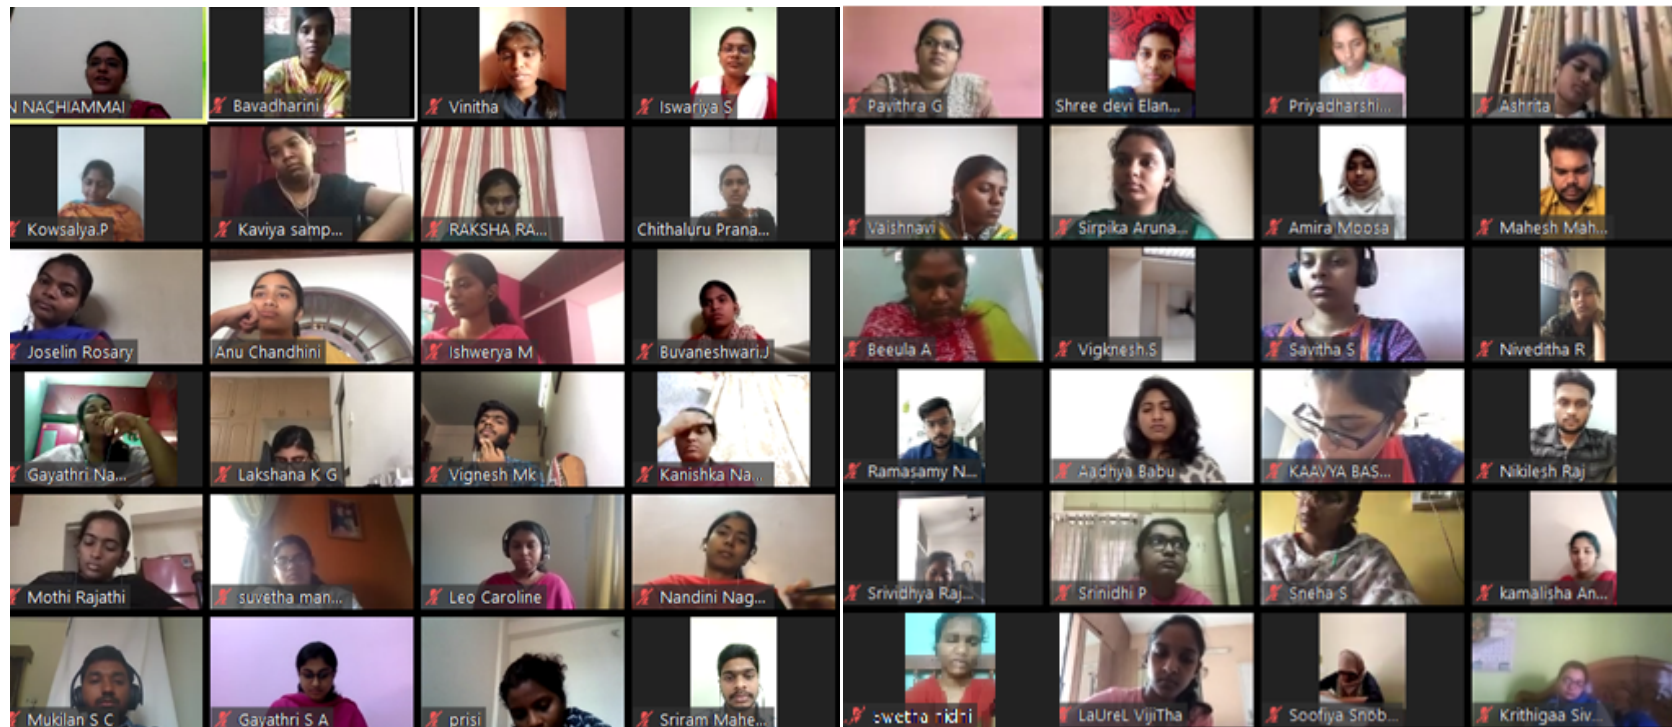 N NACHIAMMAI
Bavadharini
Vinitha
Iswariya S
Pavithra G
Shree devi Elan...
Priyadharshi...
Ashrita
Kowsalya.P
Kaviya samp...
RAKSHA RA...
Chithaluru Prana...
Vaishnavi
Sirpika Aruna...
Amira Moosa
Mahesh Mah...
Joselin Rosary
Anu Chandhini
Ishwerya M
Buvaneshwari.J
Beeula A
Vigknesh.S
Savitha S
Niveditha R
Gayathri Na...
Lakshana K G
Vignesh Mk
Kanishka Na...
Ramasamy N...
Aadhya Babu
KAAVYA BAS...
Nikilesh Raj
Mothi Rajathi
suvetha man...
Leo Caroline
Nandini Nag...
Srividhya Raj...
Srinidhi P
Sneha S
kamalisha An...
Mukilan S C
Gayathri S A
prisi
Sriram Mahe...
swetha nidhi
LaUreL VijiTha
Soofiya Snob...
Krithigaa Siv...